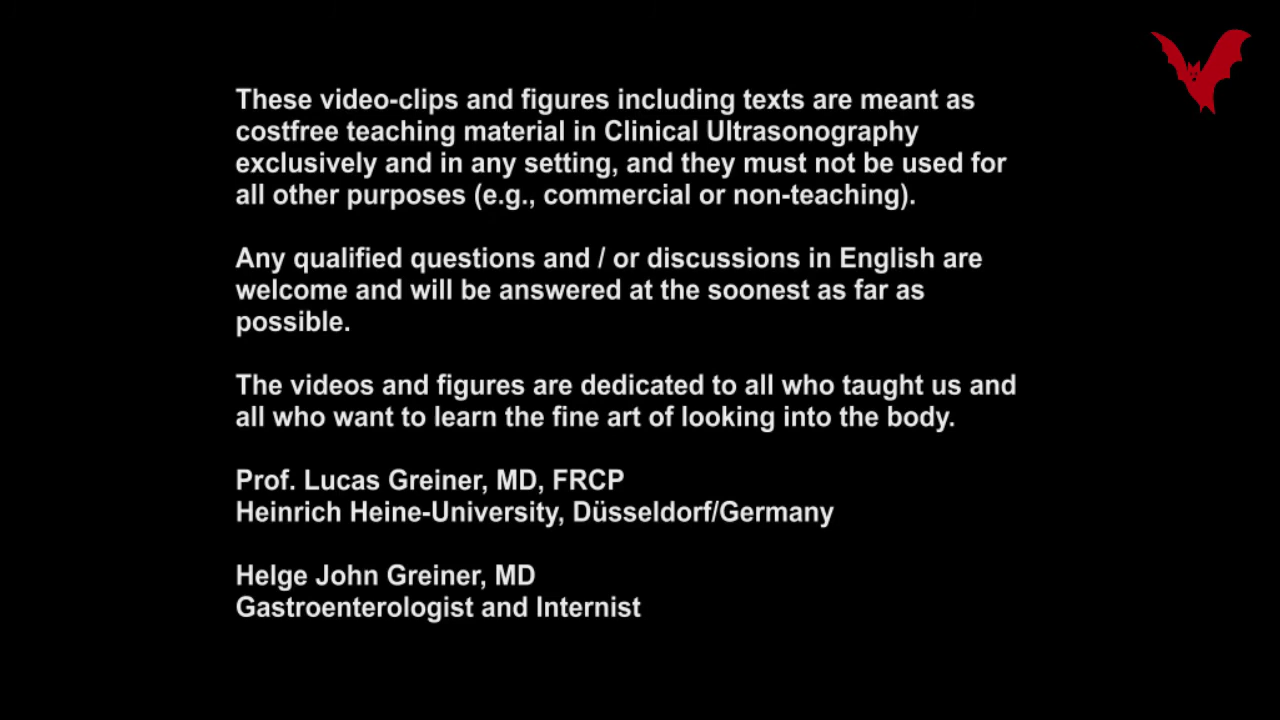 These video-clips and figures including texts are meant as
costfree teaching material in Clinical Ultrasonography
exclusively and in any setting, and they must not be used for
all other purposes (e.g., commercial or non-teaching).
Any qualified questions and / or discussions in English are
welcome and will be answered at the soonest as far as
possible.
The videos and figures are dedicated to all who taught us and
all who want to learn the fine art of looking into the body.
Prof. Lucas Greiner, MD, FRCP
Heinrich Heine-University, Düsseldorf/Germany
Helge John Greiner, MD
Gastroenterologist and Internist